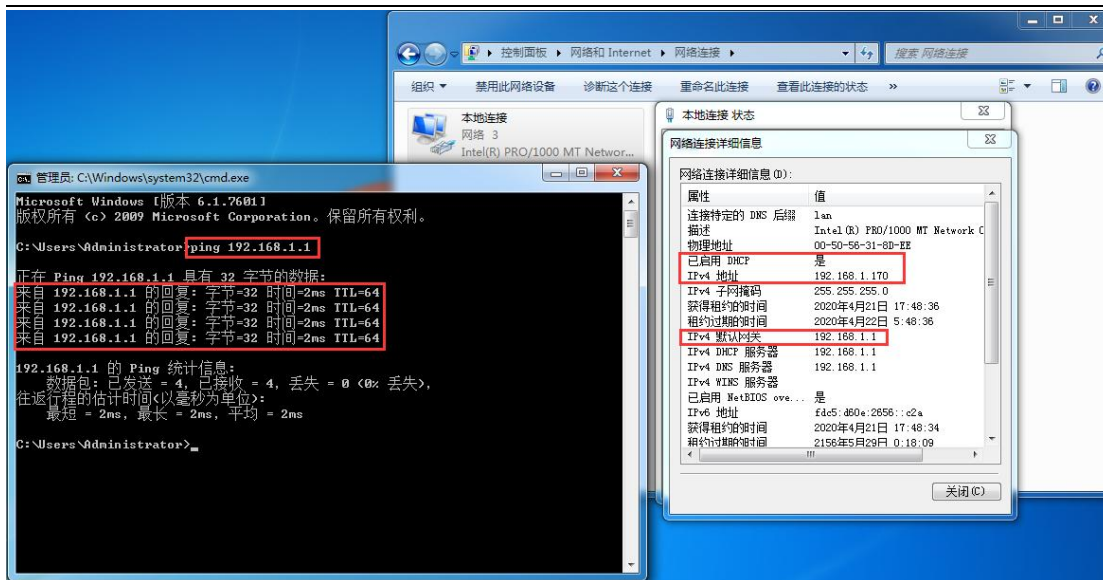 控制面板 ▸ 网络和 Internet ▸ 网络连接 ▸
搜索 网络连接
组织 ▼ 禁用此网络设备 诊断这个连接 重命名此连接 查看此连接的状态 »
本地连接
网络 3
Intel(R) PRO/1000 MT Networ...
本地连接 状态
网络连接详细信息
网络连接详细信息(D):
属性 值
连接特定的 DNS 后缀 lan
描述 Intel(R) PRO/1000 MT Network C
物理地址 00-50-56-31-8D-EE
已启用 DHCP 是
IPv4 地址 192.168.1.170
IPv4 子网掩码 255.255.255.0
获得租约的时间 2020年4月21日 17:48:36
租约过期的时间 2020年4月22日 5:48:36
IPv4 默认网关 192.168.1.1
IPv4 DHCP 服务器 192.168.1.1
IPv4 DNS 服务器 192.168.1.1
IPv4 WINS 服务器
已启用 NetBIOS ove... 是
IPv6 地址 fdc5:d60e:2656::c2a
获得租约的时间 2020年4月21日 17:48:34
租约过期的时间 2156年5月29日 0:18:09
关闭(C)
管理员: C:\Windows\system32\cmd.exe
Microsoft Windows [版本 6.1.7601]
版权所有 (c) 2009 Microsoft Corporation。保留所有权利。
C:\Users\Administrator>ping 192.168.1.1
正在 Ping 192.168.1.1 具有 32 字节的数据:
来自 192.168.1.1 的回复: 字节=32 时间=2ms TTL=64
来自 192.168.1.1 的回复: 字节=32 时间=2ms TTL=64
来自 192.168.1.1 的回复: 字节=32 时间=2ms TTL=64
来自 192.168.1.1 的回复: 字节=32 时间=2ms TTL=64
192.168.1.1 的 Ping 统计信息:
数据包: 已发送 = 4, 已接收 = 4, 丢失 = 0 (0% 丢失),
往返行程的估计时间(以毫秒为单位):
最短 = 2ms, 最长 = 2ms, 平均 = 2ms
C:\Users\Administrator>_